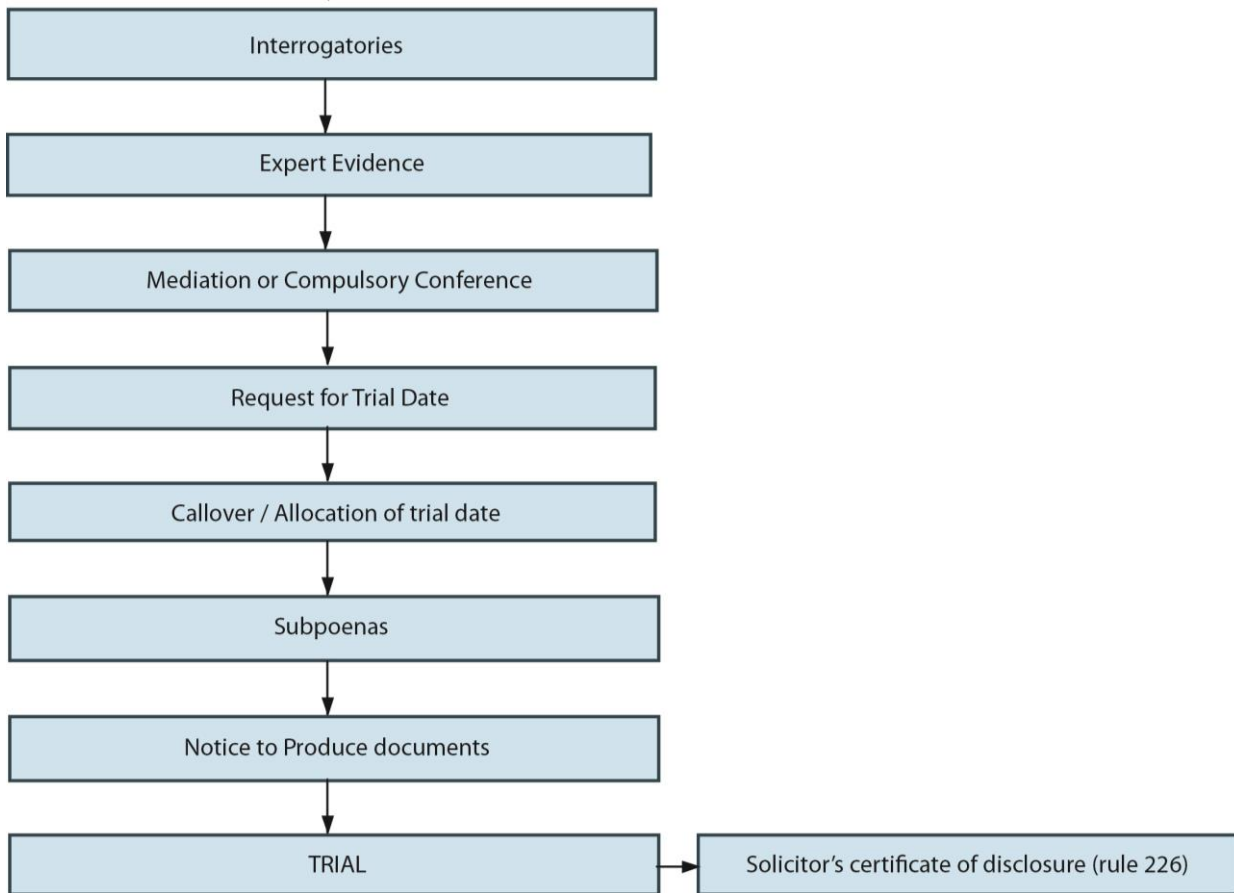 Interrogatories
Expert Evidence
Mediation or Compulsory Conference
Request for Trial Date
Callover / Allocation of trial date
Subpoenas
Notice to Produce documents
TRIAL
Solicitor’s certificate of disclosure (rule 226)